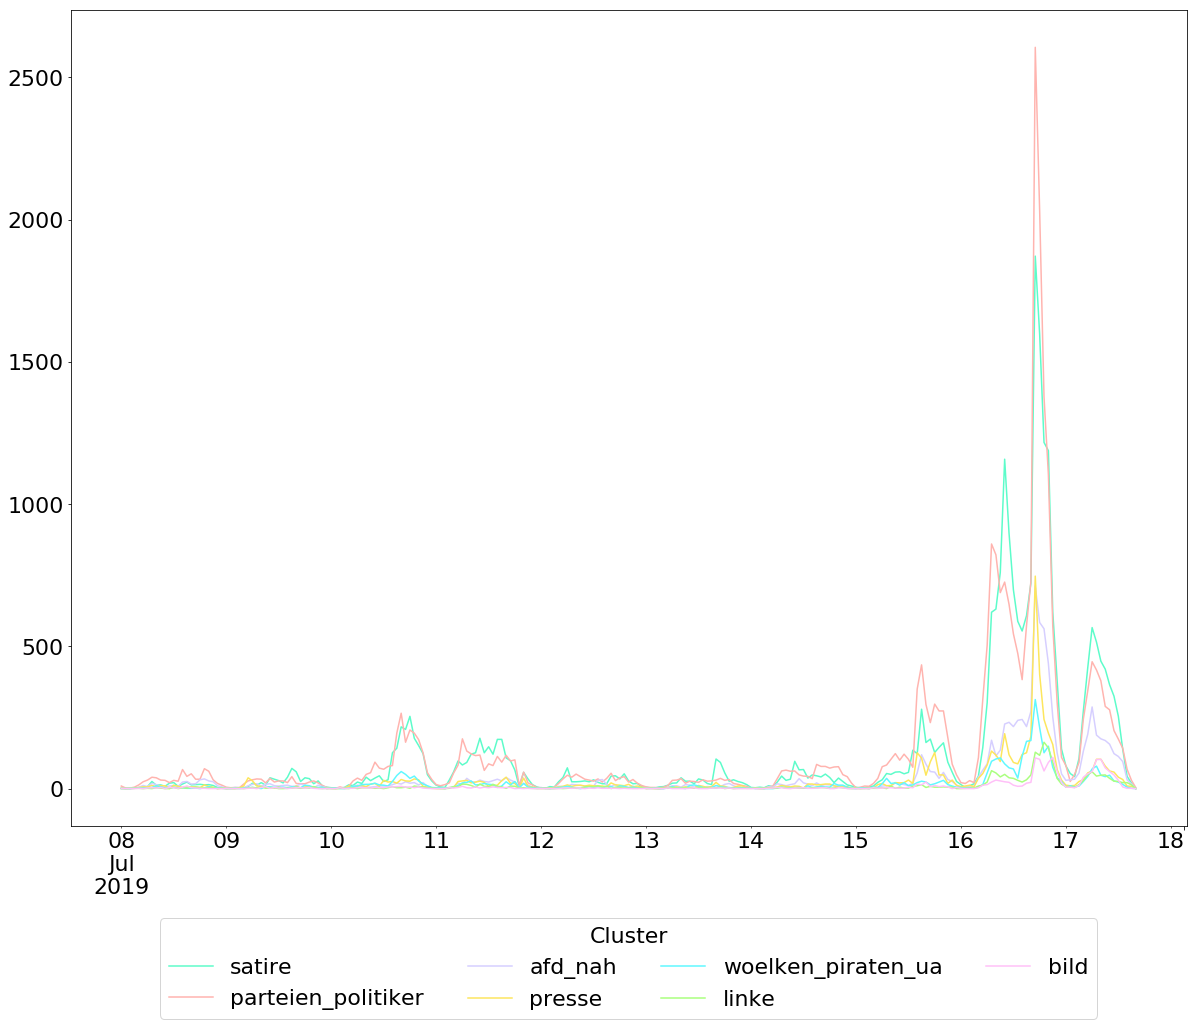 2500
2000
1500
1000
500
0
08 09 10 11 12 13 14 15 16 17 18
Jul
2019
Cluster
satire afd_nah woelken_piraten_ua bild
parteien_politiker presse linke